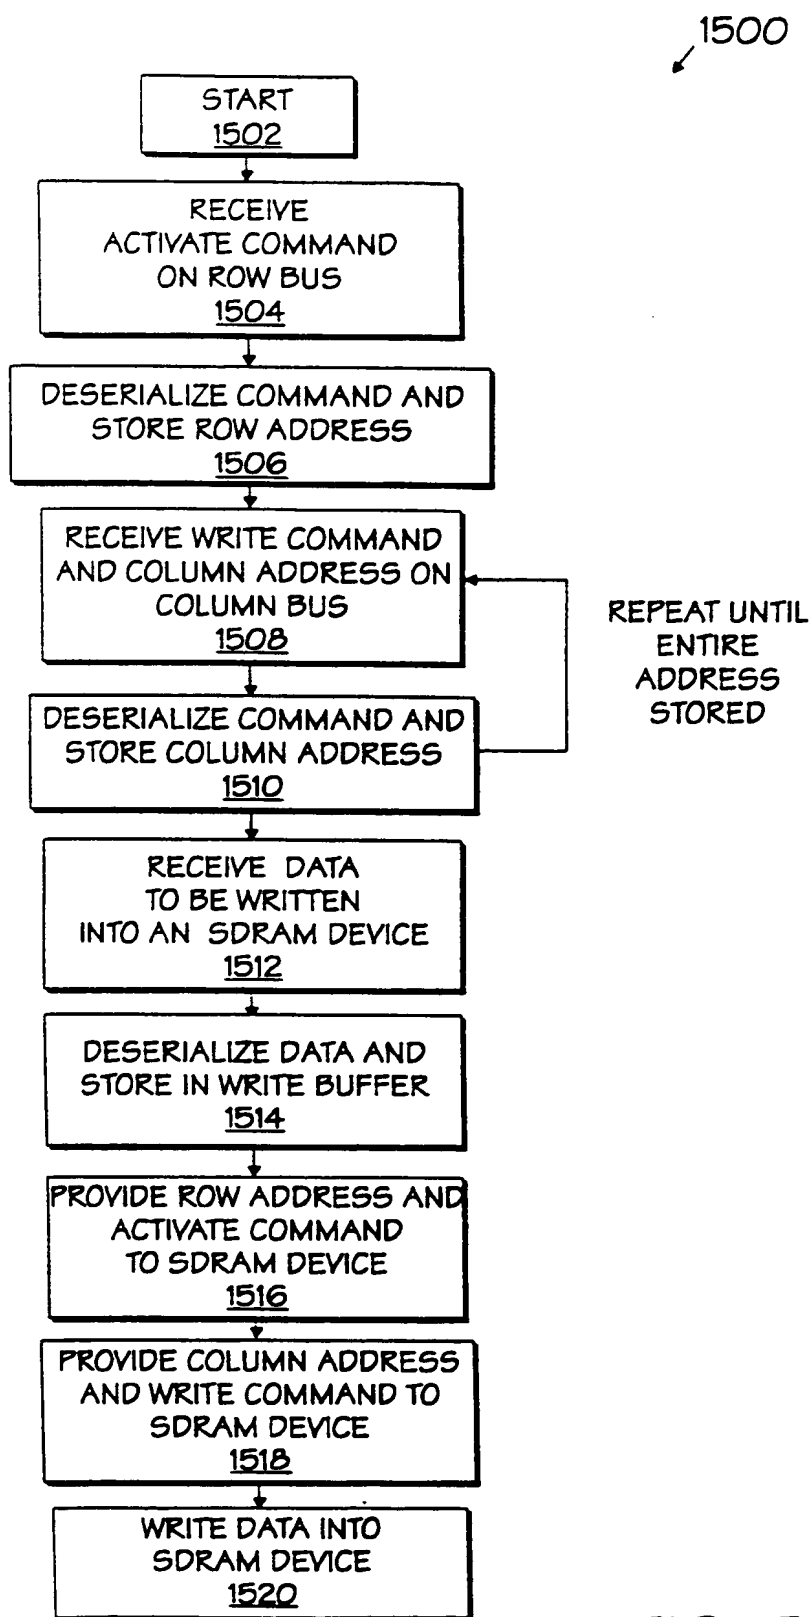 1500
START
1502
RECEIVE
ACTIVATE COMMAND
ON ROW BUS
1504
DESERIALIZE COMMAND AND
STORE ROW ADDRESS
1506
RECEIVE WRITE COMMAND
AND COLUMN ADDRESS ON
COLUMN BUS
1508
REPEAT UNTIL
ENTIRE
ADDRESS
STORED
DESERIALIZE COMMAND AND
STORE COLUMN ADDRESS
1510
RECEIVE DATA
TO BE WRITTEN
INTO AN SDRAM DEVICE
1512
DESERIALIZE DATA AND
STORE IN WRITE BUFFER
1514
PROVIDE ROW ADDRESS AND
ACTIVATE COMMAND
TO SDRAM DEVICE
1516
PROVIDE COLUMN ADDRESS
AND WRITE COMMAND TO
SDRAM DEVICE
1518
WRITE DATA INTO
SDRAM DEVICE
1520